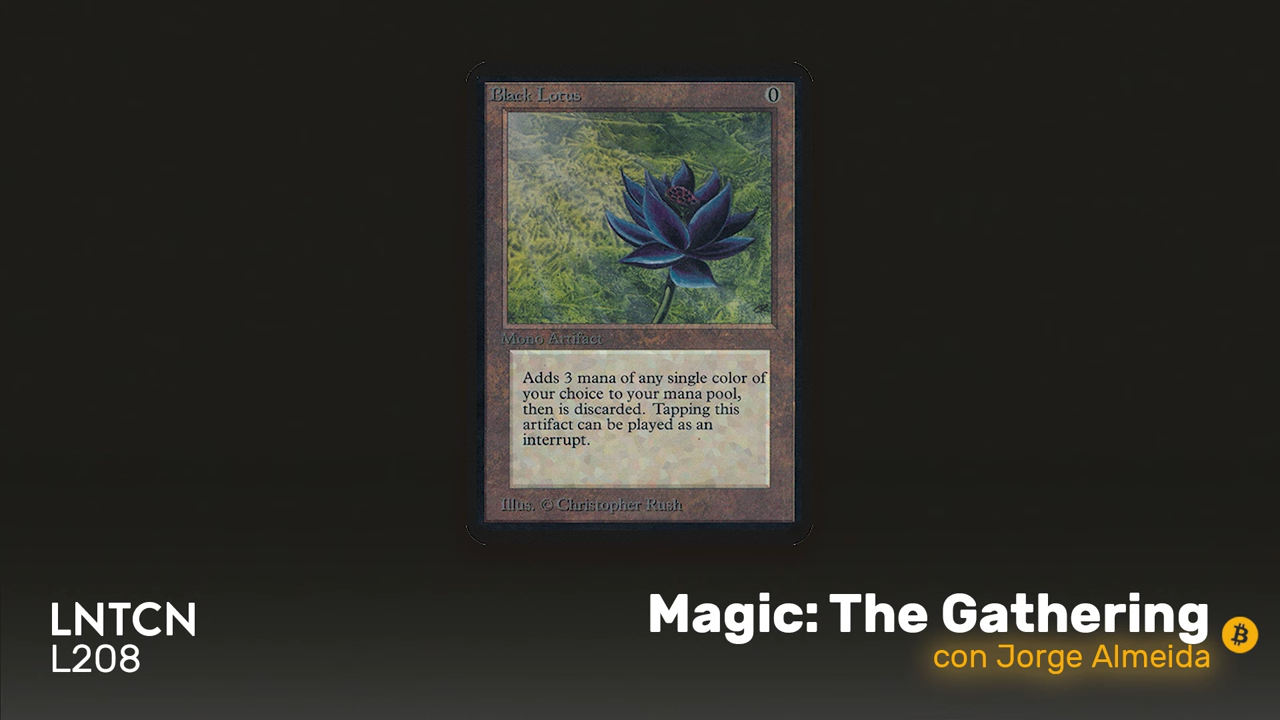 Black Lotus
0
Mono Artifact
Adds 3 mana of any single color of
your choice to your mana pool,
then is discarded. Tapping this
artifact can be played as an
interrupt.
Illus. © Christopher Rush
LNTCN
L208
Magic: The Gathering
con Jorge Almeida